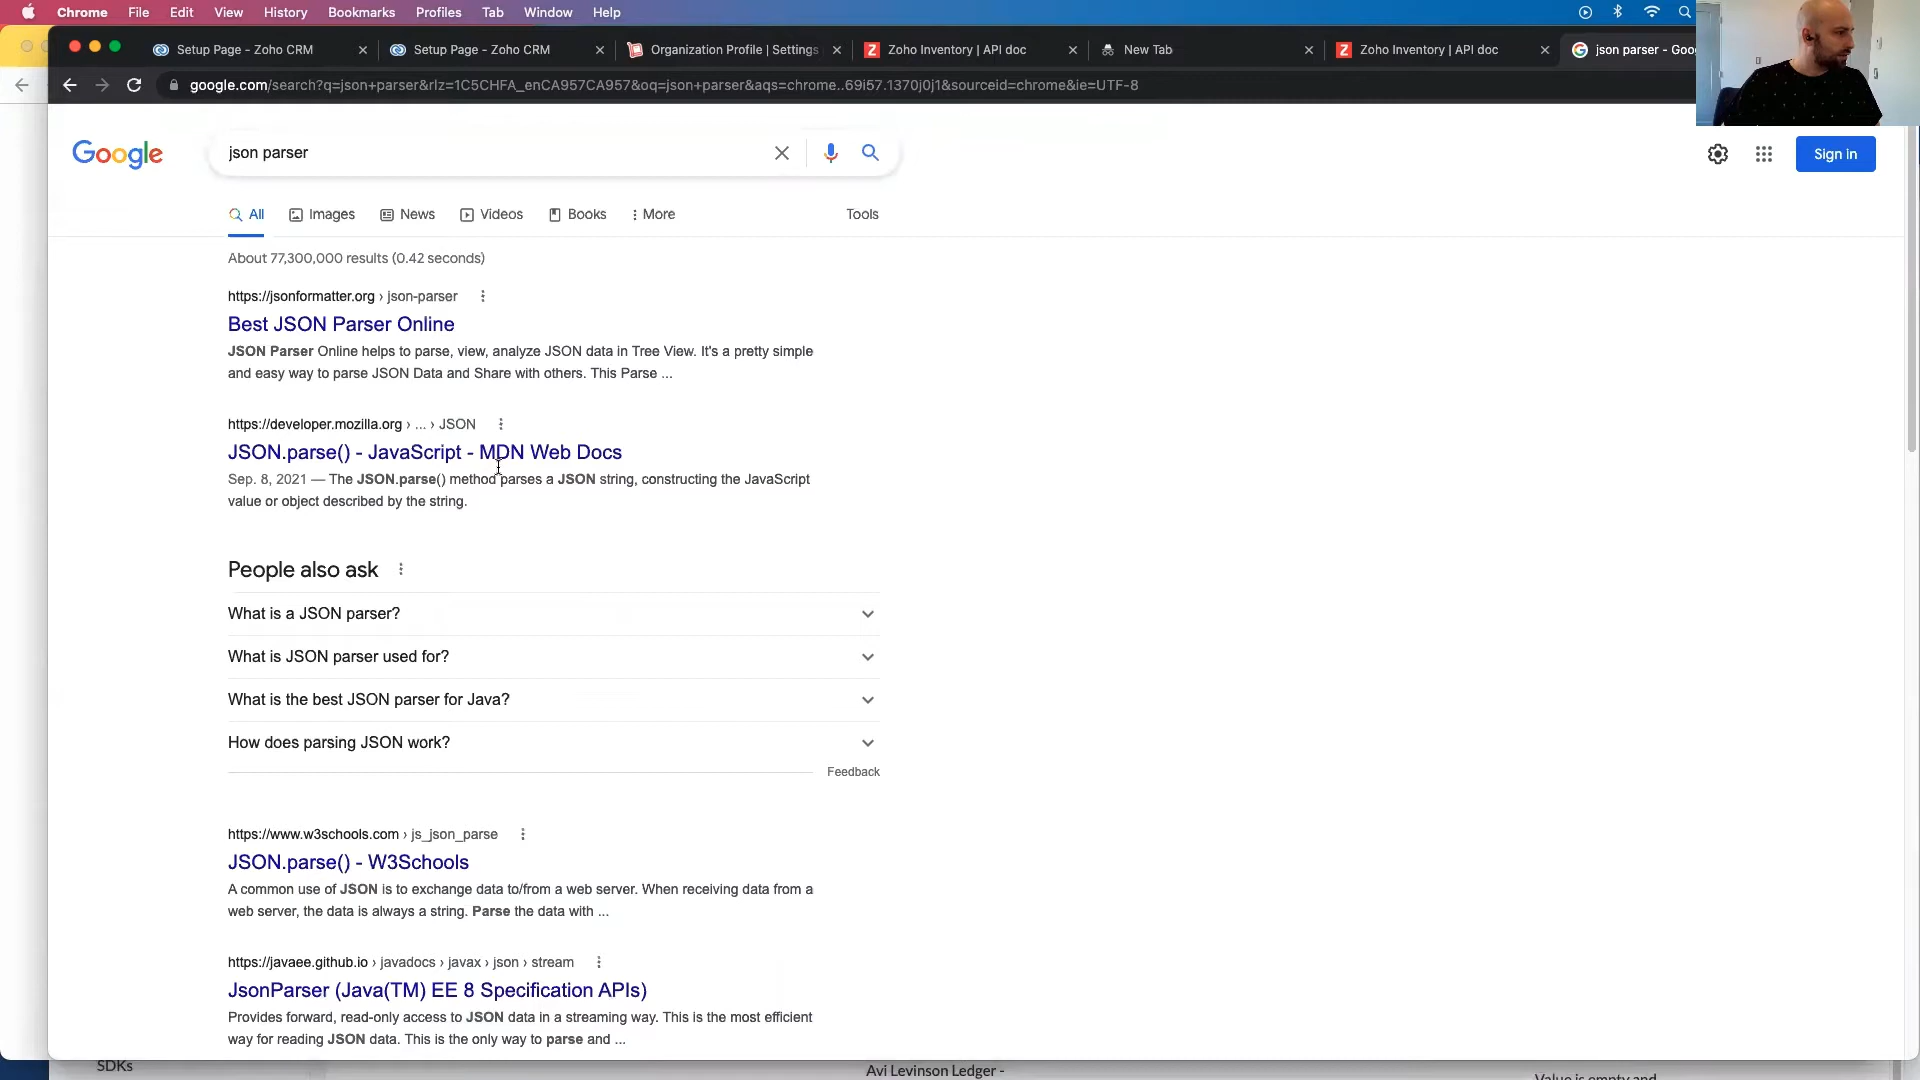 Chrome File Edit View History Bookmarks Profiles Tab Window Help
Setup Page - Zoho CRM
Setup Page - Zoho CRM
Organization Profile | Settings
Zoho Inventory | API doc
New Tab
Zoho Inventory | API doc
json parser - Goo
google.com/search?q=json+parser&rlz=1C5CHFA_enCA957CA957&oq=json+parser&aqs=chrome..69i57.1370j0j1&sourceid=chrome&ie=UTF-8
Google
json parser
Sign in
All
Images
News
Videos
Books
More
Tools
About 77,300,000 results (0.42 seconds)
https://jsonformatter.org › json-parser
Best JSON Parser Online
JSON Parser Online helps to parse, view, analyze JSON data in Tree View. It's a pretty simple
and easy way to parse JSON Data and Share with others. This Parse ...
https://developer.mozilla.org › ... › JSON
JSON.parse() - JavaScript - MDN Web Docs
Sep. 8, 2021 — The JSON.parse() method parses a JSON string, constructing the JavaScript
value or object described by the string.
People also ask
What is a JSON parser?
What is JSON parser used for?
What is the best JSON parser for Java?
How does parsing JSON work?
Feedback
https://www.w3schools.com › js_json_parse
JSON.parse() - W3Schools
A common use of JSON is to exchange data to/from a web server. When receiving data from a
web server, the data is always a string. Parse the data with ...
https://javaee.github.io › javadocs › javax › json › stream
JsonParser (Java(TM) EE 8 Specification APIs)
Provides forward, read-only access to JSON data in a streaming way. This is the most efficient
way for reading JSON data. This is the only way to parse and ...
SDKs
Avi Levinson Ledger -
Value is empty and